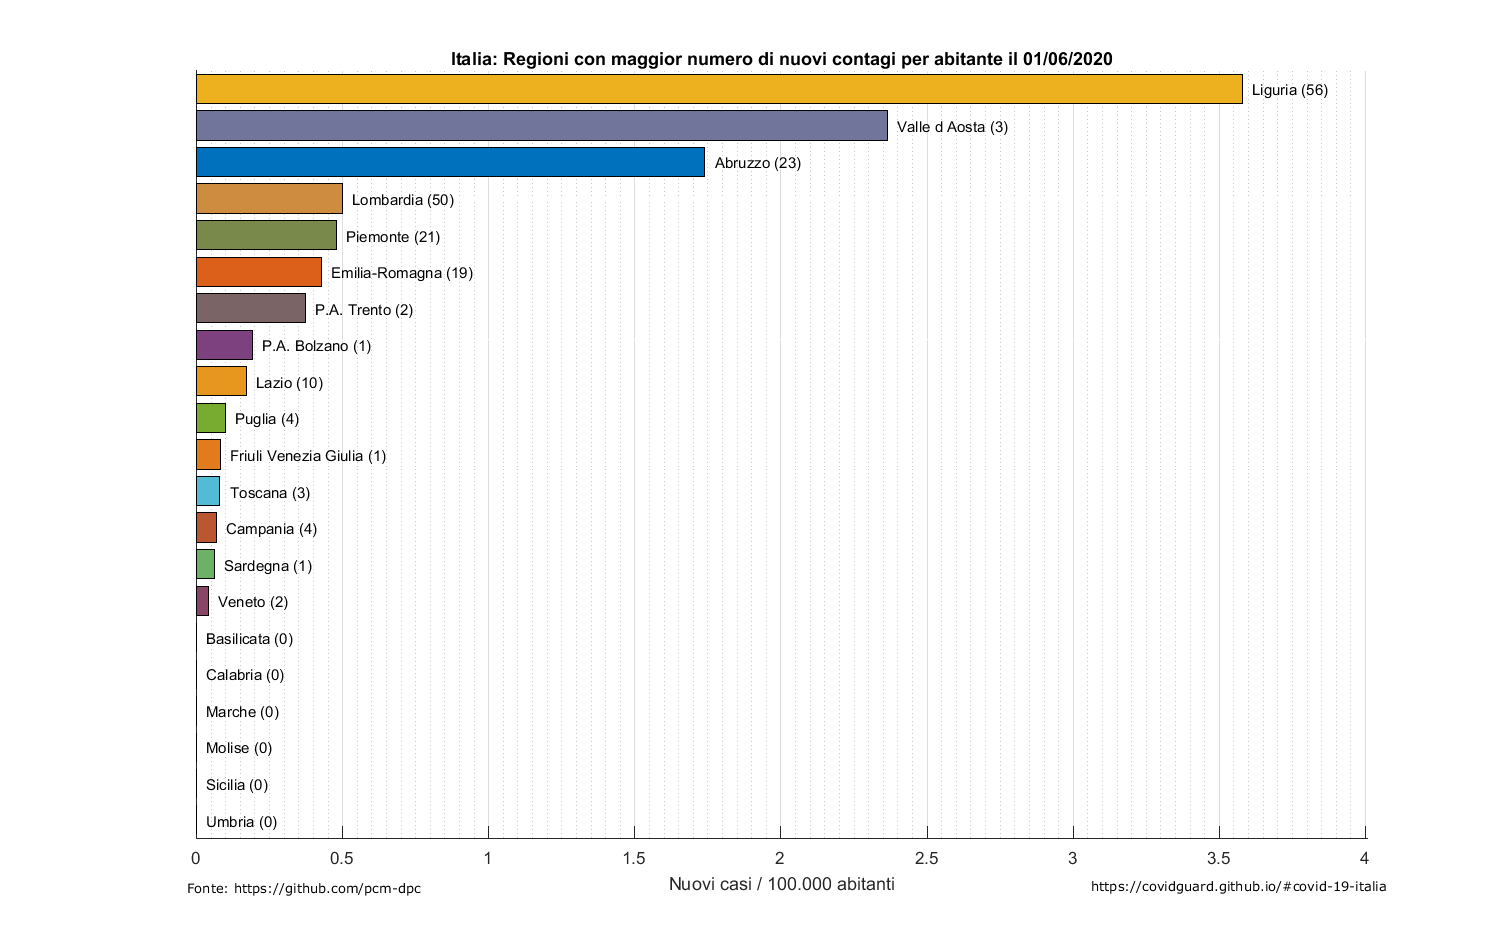 Italia: Regioni con maggior numero di nuovi contagi per abitante il 01/06/2020
Liguria (56)
Valle d Aosta (3)
Abruzzo (23)
Lombardia (50)
Piemonte (21)
Emilia-Romagna (19)
P.A. Trento (2)
P.A. Bolzano (1)
Lazio (10)
Puglia (4)
Friuli Venezia Giulia (1)
Toscana (3)
Campania (4)
Sardegna (1)
Veneto (2)
Basilicata (0)
Calabria (0)
Marche (0)
Molise (0)
Sicilia (0)
Umbria (0)
0 0.5 1 1.5 2 2.5 3 3.5 4
Nuovi casi / 100.000 abitanti
Fonte: https://github.com/pcm-dpc
https://covidguard.github.io/#covid-19-italia